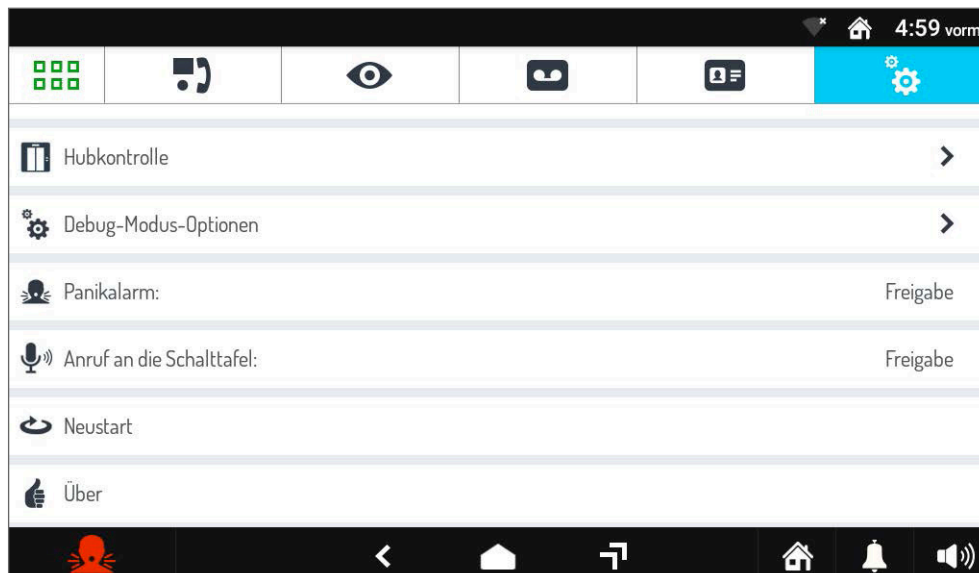 4:59 vorm
Hubkontrolle
Debug-Modus-Optionen
Panikalarm: Freigabe
Anruf an die Schalttafel: Freigabe
Neustart
Über